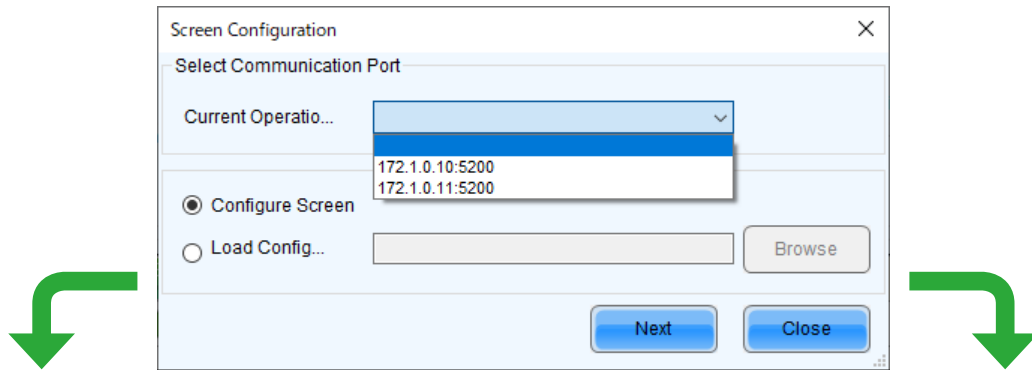 Screen Configuration
Select Communication Port
Current Operatio...
172.1.0.10:5200
172.1.0.11:5200
Configure Screen
Load Config...
Browse
Next
Close